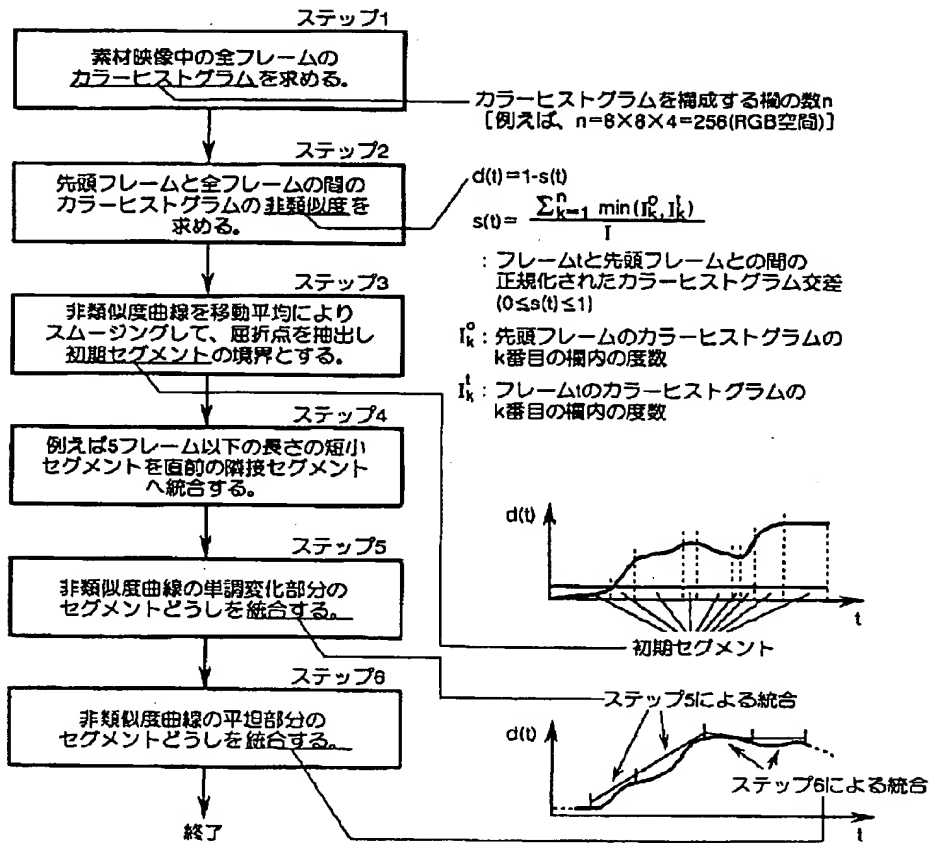 ステップ1
素材映像中の全フレームの
カラーヒストグラムを求める。
カラーヒストグラムを構成する欄の数n
[例えば、n=8×8×4=256(RGB空間)]
ステップ2
先頭フレームと全フレームの間の
カラーヒストグラムの非類似度を
求める。
d(t)=1-s(t)
s(t)= Σ^n_{k=1} min(I^o_k, I^t_k) / I
:フレームtと先頭フレームとの間の
正規化されたカラーヒストグラム交差
(0≦s(t)≦1)
I^o_k:先頭フレームのカラーヒストグラムの
k番目の欄内の度数
I^t_k:フレームtのカラーヒストグラムの
k番目の欄内の度数
ステップ3
非類似度曲線を移動平均により
スムージングして、屈折点を抽出し
初期セグメントの境界とする。
ステップ4
例えば5フレーム以下の長さの短小
セグメントを直前の隣接セグメント
へ統合する。
ステップ5
非類似度曲線の単調変化部分の
セグメントどうしを統合する。
ステップ6
非類似度曲線の平坦部分の
セグメントどうしを統合する。
終了
d(t)
t
初期セグメント
ステップ5による統合
d(t)
ステップ6による統合
t